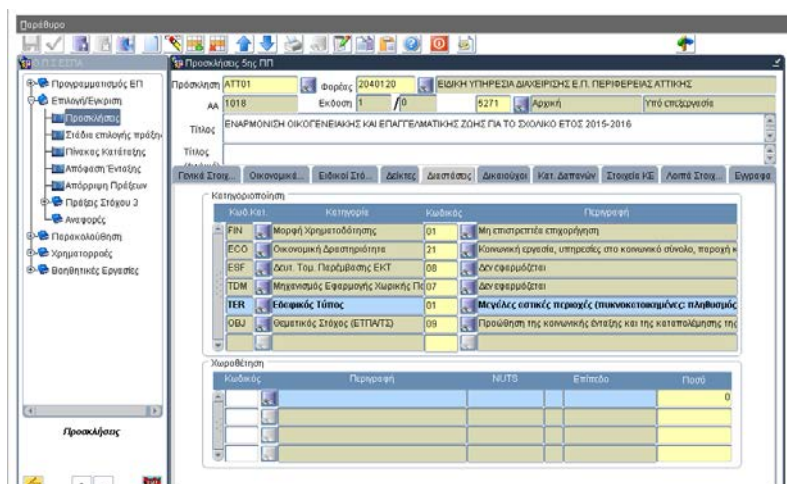 Παράθυρο
Ο.Π.Σ ΕΣΠΑ
Προγραμματισμός ΕΠ
Επιλογή/Έγκριση
Προσκλήσεις
Στάδια επιλογής πράξη
Πίνακας Κατάταξης
Απόφαση Ένταξης
Απόρριψη Πράξεων
Πράξεις Στόχου 3
Αναφορές
Παρακολούθηση
Χρηματορροές
Βοηθητικές Εργασίες
Προσκλήσεις
Προσκλήσεις 5ης ΠΠ
Πρόσκληση ATT01 Φορέας 2040120 ΕΙΔΙΚΗ ΥΠΗΡΕΣΙΑ ΔΙΑΧΕΙΡΙΣΗΣ Ε.Π. ΠΕΡΙΦΕΡΕΙΑΣ ΑΤΤΙΚΗΣ
ΑΑ 1018 Έκδοση 1 / 0 5271 Αρχική Υπό επεξεργασία
Τίτλος ΕΝΑΡΜΟΝΙΣΗ ΟΙΚΟΓΕΝΕΙΑΚΗΣ ΚΑΙ ΕΠΑΓΓΕΛΜΑΤΙΚΗΣ ΖΩΗΣ ΓΙΑ ΤΟ ΣΧΟΛΙΚΟ ΕΤΟΣ 2015-2016
Τίτλος
Γενικά Στοιχ... Οικονομικά... Ειδικοί Στό... Δείκτες Διαστάσεις Δικαιούχοι Κατ. Δαπανών Στοιχεία ΚΕ Λοιπά Στοιχ... Έγγραφα
Κατηγοριοποίηση
Κωδ.Κατ. Κατηγορία Κωδικός Περιγραφή
FIN Μορφή Χρηματοδότησης 01 Μη επιστρεπτέα επιχορήγηση
ECO Οικονομική Δραστηριότητα 21 Κοινωνική εργασία, υπηρεσίες στο κοινωνικό σύνολο, παροχή κ
ESF Δευτ. Τομ. Παρέμβασης ΕΚΤ 08 Δεν εφαρμόζεται
TDM Μηχανισμός Εφαρμογής Χωρικής Πο 07 Δεν εφαρμόζεται
TER Εδαφικός Τύπος 01 Μεγάλες αστικές περιοχές (πυκνοκατοικημένες: πληθυσμός
OBJ Θεματικός Στόχος (ΕΤΠΑ/ΤΣ) 09 Προώθηση της κοινωνικής ένταξης και της καταπολέμησης της
Χωροθέτηση
Κωδικός Περιγραφή NUTS Επίπεδο Ποσό
0